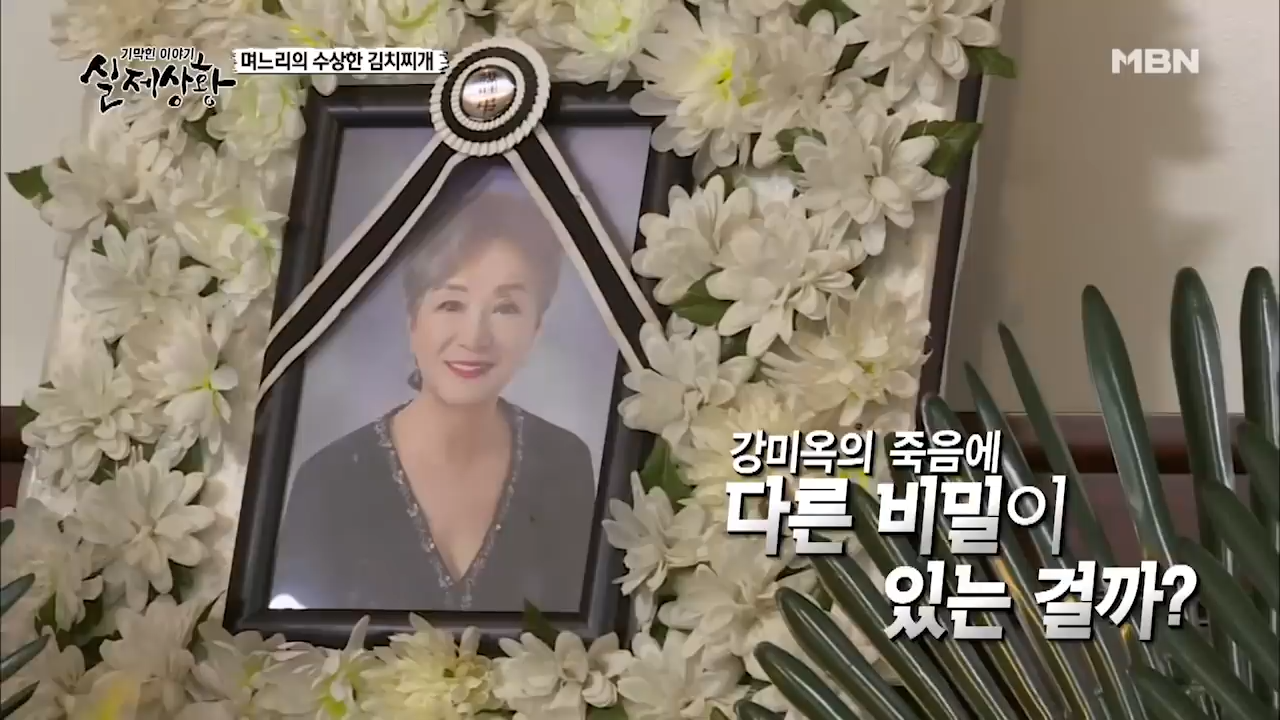 기막힌 이야기
실제상황
며느리의 수상한 김치찌개
MBN
강미옥의 죽음에
다른 비밀이
있는 걸까?